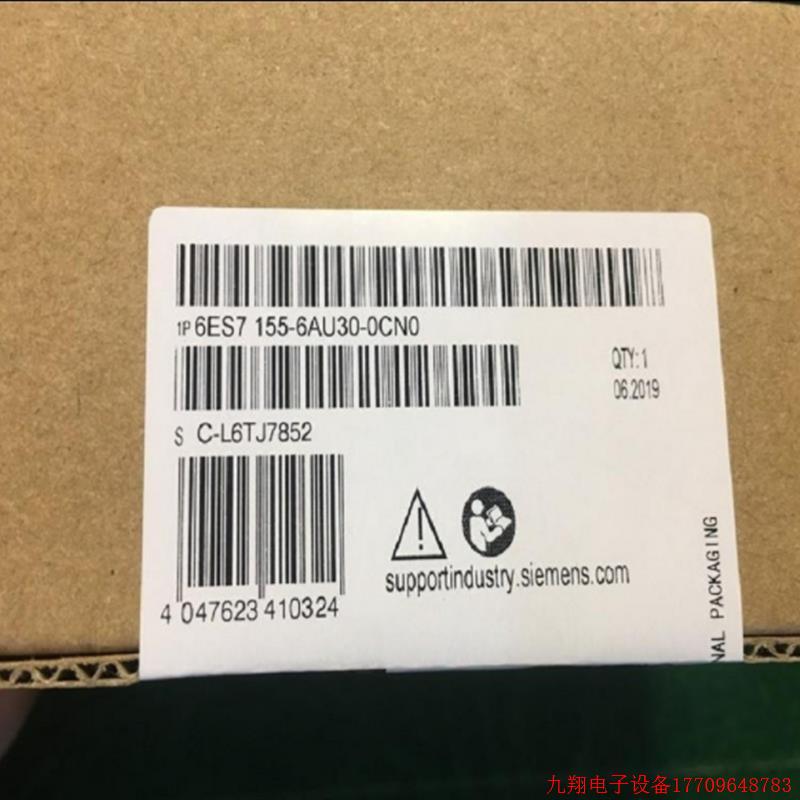 1P 6ES7 155-6AU30-0CN0
QTY: 1
06.2019
S C-L6TJ7852
supportindustry.siemens.com
4 047623 410324
PACKAGING
九翔电子设备17709648783